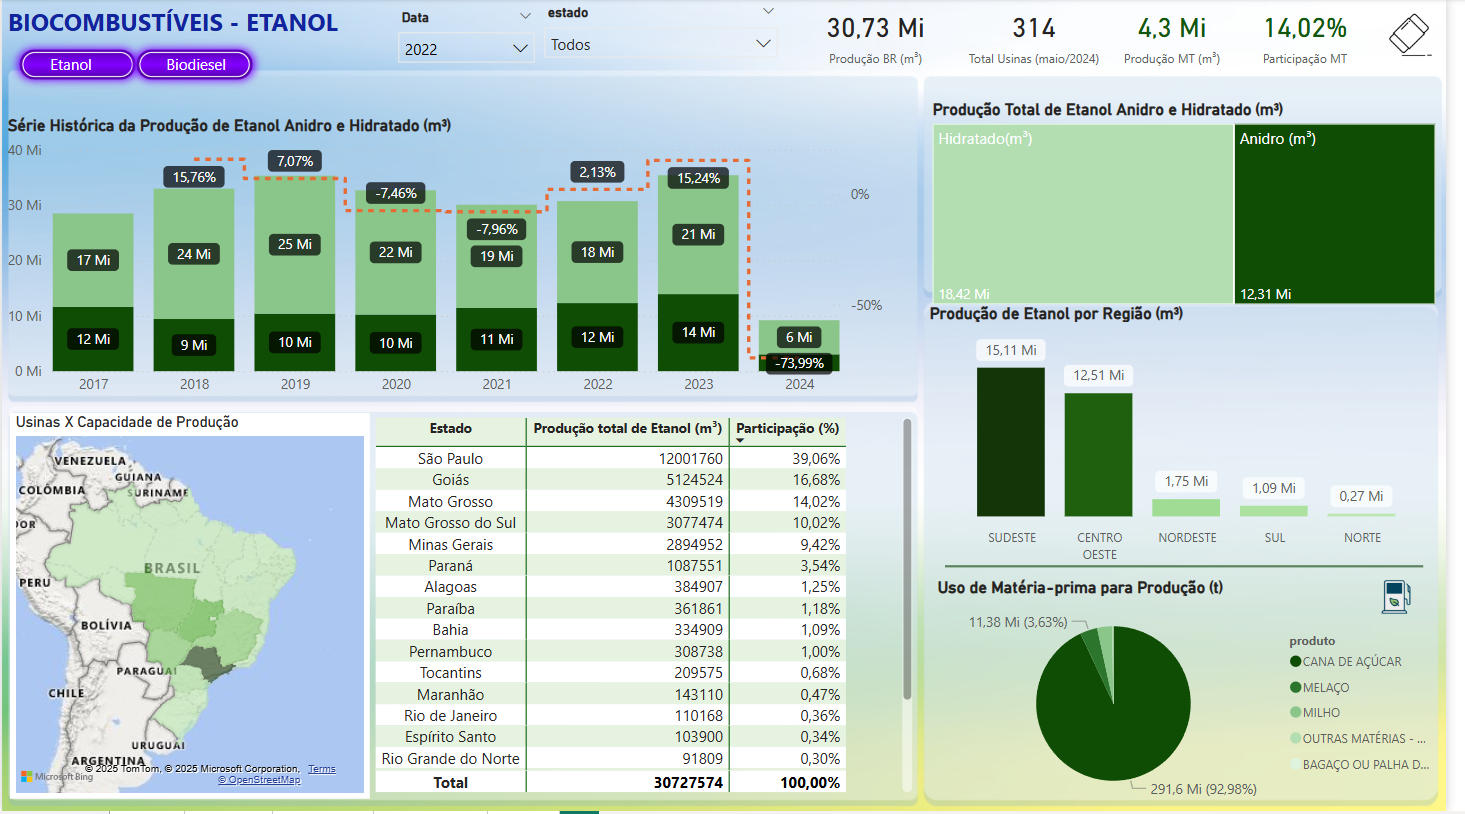 BIOCOMBUSTÍVEIS - ETANOL
Etanol
Biodiesel
Data
2022
estado
Todos
30,73 Mi
Produção BR (m³)
314
Total Usinas (maio/2024)
4,3 Mi
Produção MT (m³)
14,02%
Participação MT
Série Histórica da Produção de Etanol Anidro e Hidratado (m³)
40 Mi
30 Mi
20 Mi
10 Mi
0 Mi
0%
-50%
15,76%
7,07%
-7,46%
-7,96%
2,13%
15,24%
-73,99%
17 Mi
24 Mi
25 Mi
22 Mi
19 Mi
18 Mi
21 Mi
6 Mi
12 Mi
9 Mi
10 Mi
10 Mi
11 Mi
12 Mi
14 Mi
2017
2018
2019
2020
2021
2022
2023
2024
Produção Total de Etanol Anidro e Hidratado (m³)
Hidratado(m³)
18,42 Mi
Anidro (m³)
12,31 Mi
Produção de Etanol por Região (m³)
15,11 Mi
12,51 Mi
1,75 Mi
1,09 Mi
0,27 Mi
SUDESTE
CENTRO
OESTE
NORDESTE
SUL
NORTE
Usinas X Capacidade de Produção
VENEZUELA
GUIANA
COLÔMBIA
SURINAME
DOR
BRASIL
PERU
BOLÍVIA
PARAGUAI
CHILE
URUGUAI
ARGENTINA
Microsoft Bing
© 2025 TomTom, © 2025 Microsoft Corporation, Terms
© OpenStreetMap
Estado Produção total de Etanol (m³) Participação (%)
São Paulo 12001760 39,06%
Goiás 5124524 16,68%
Mato Grosso 4309519 14,02%
Mato Grosso do Sul 3077474 10,02%
Minas Gerais 2894952 9,42%
Paraná 1087551 3,54%
Alagoas 384907 1,25%
Paraíba 361861 1,18%
Bahia 334909 1,09%
Pernambuco 308738 1,00%
Tocantins 209575 0,68%
Maranhão 143110 0,47%
Rio de Janeiro 110168 0,36%
Espírito Santo 103900 0,34%
Rio Grande do Norte 91809 0,30%
Total 30727574 100,00%
Uso de Matéria-prima para Produção (t)
11,38 Mi (3,63%)
291,6 Mi (92,98%)
produto
CANA DE AÇÚCAR
MELAÇO
MILHO
OUTRAS MATÉRIAS - ...
BAGAÇO OU PALHA D...